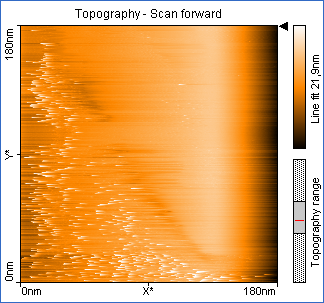 Topography - Scan forward
180nm
Y*
0nm
0nm
X*
180nm
Line fit 21,9nm
Topography range